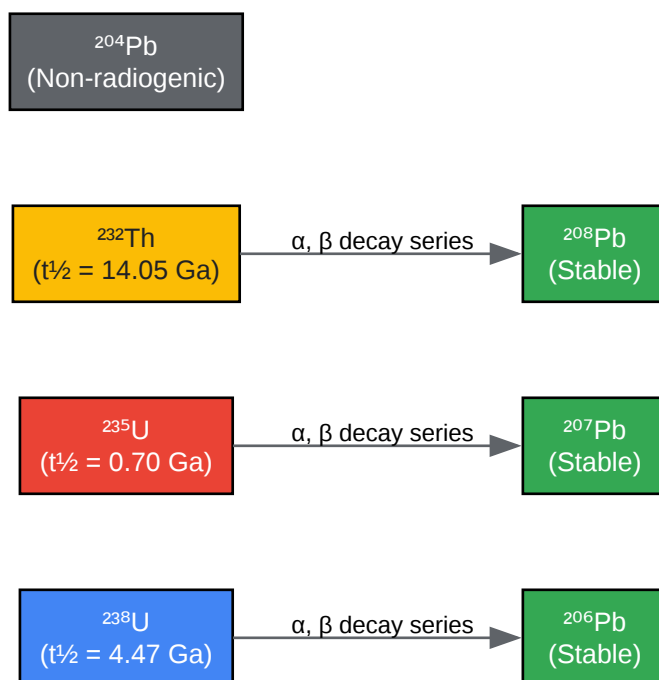 ²⁰⁴Pb
(Non-radiogenic)
²³²Th
(t½ = 14.05 Ga)
α, β decay series
²⁰⁸Pb
(Stable)
²³⁵U
(t½ = 0.70 Ga)
α, β decay series
²⁰⁷Pb
(Stable)
²³⁸U
(t½ = 4.47 Ga)
α, β decay series
²⁰⁶Pb
(Stable)